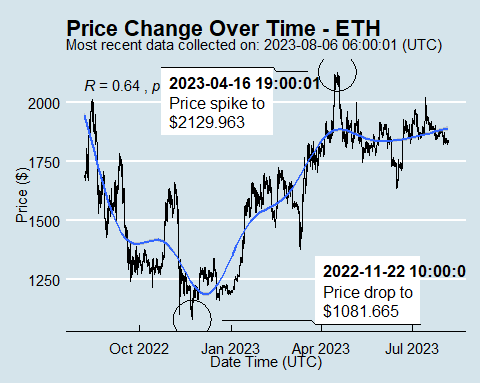 Price Change Over Time - ETH
Most recent data collected on: 2023-08-06 06:00:01 (UTC)
R = 0.64 , p
2023-04-16 19:00:01
Price spike to
$2129.963
2000
1750
1500
1250
Price ($)
2022-11-22 10:00:0
Price drop to
$1081.665
Oct 2022
Jan 2023
Apr 2023
Jul 2023
Date Time (UTC)